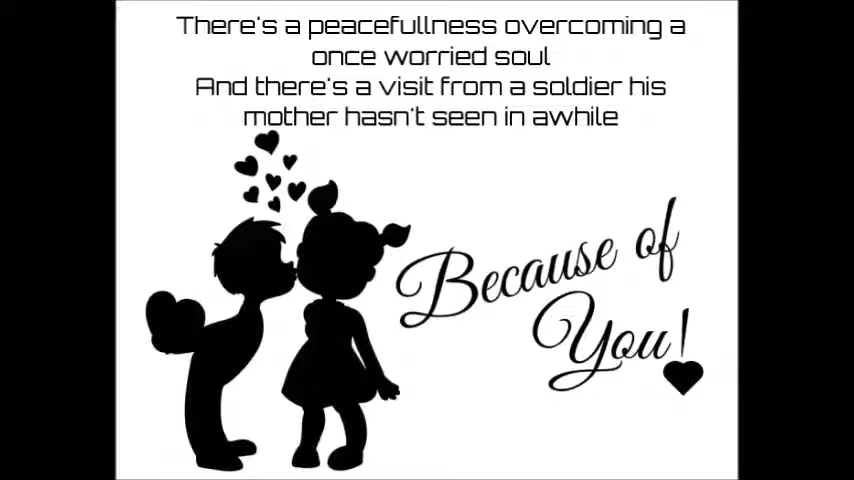 There's a peacefullness overcoming a
once worried soul
And there's a visit from a soldier his
mother hasn't seen in awhile
Because of
You!